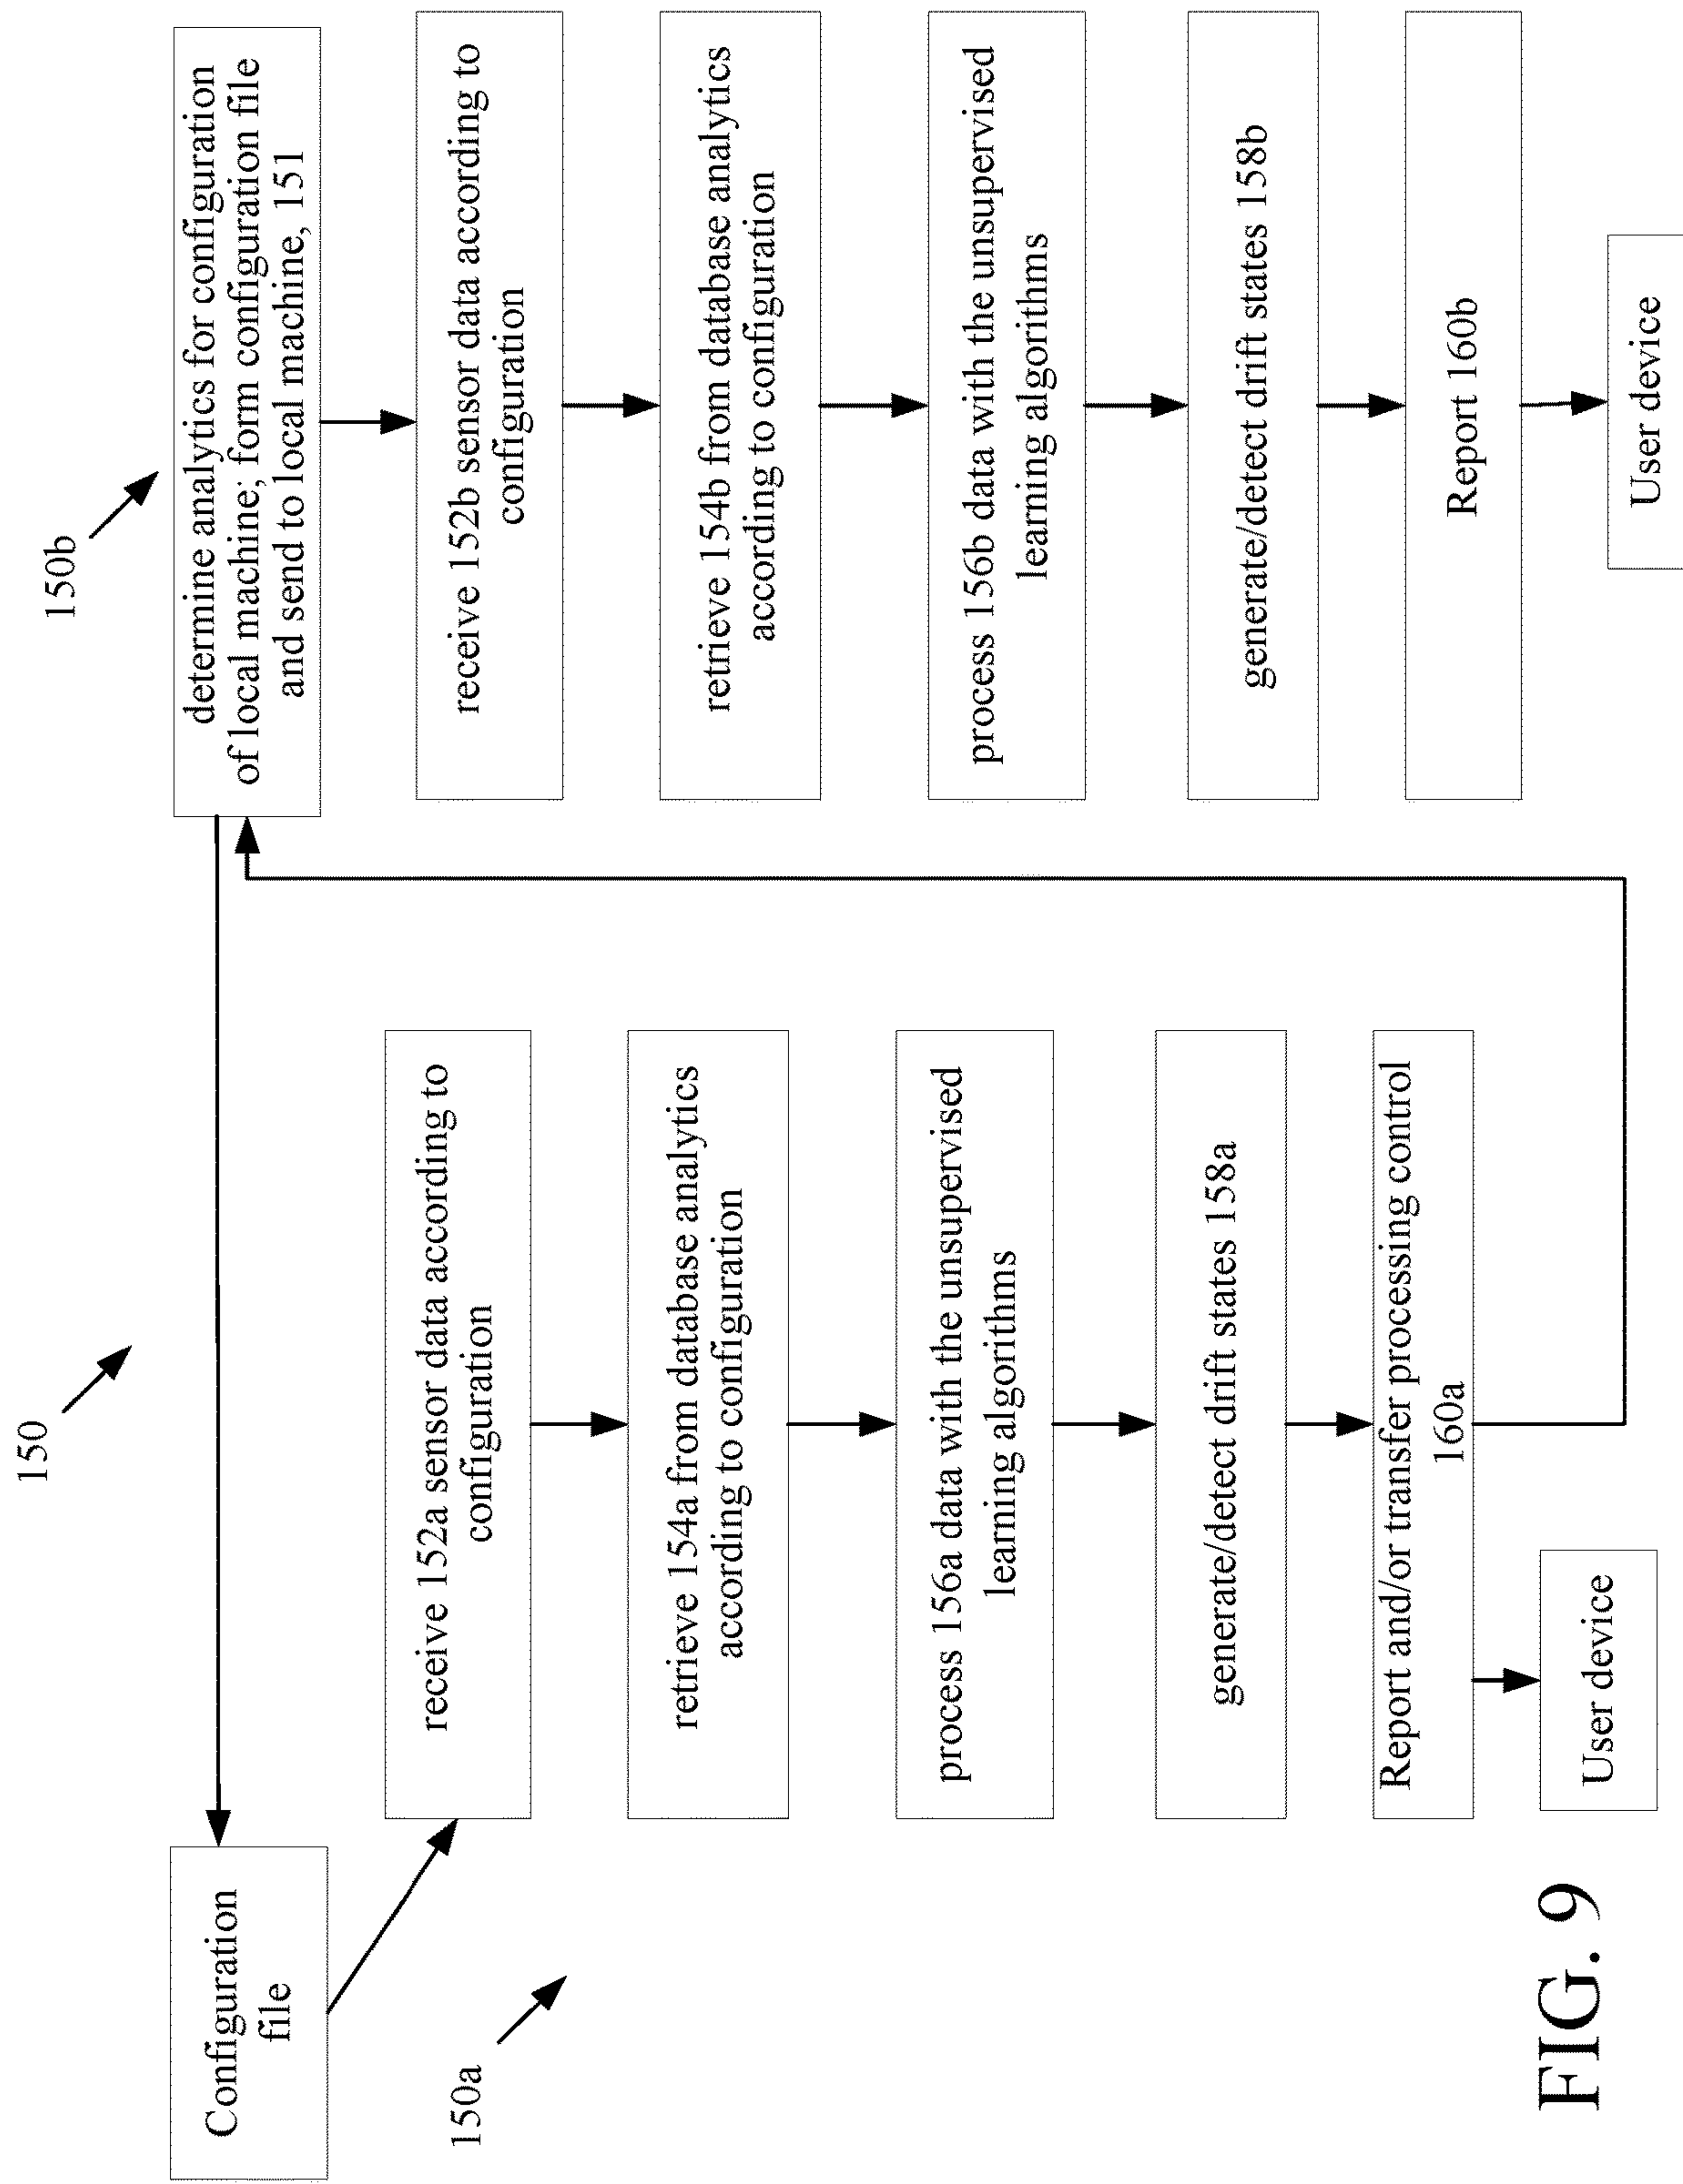 150
150b
determine analytics for configuration
of local machine; form configuration file
and send to local machine, 151
Configuration
file
150a
receive 152a sensor data according to
configuration
retrieve 154a from database analytics
according to configuration
process 156a data with the unsupervised
learning algorithms
generate/detect drift states 158a
Report and/or transfer processing control
160a
User device
receive 152b sensor data according to
configuration
retrieve 154b from database analytics
according to configuration
process 156b data with the unsupervised
learning algorithms
generate/detect drift states 158b
Report 160b
User device
FIG. 9